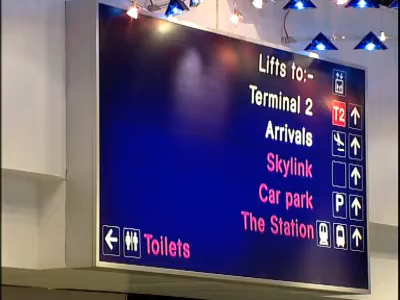 Lifts to:-
Terminal 2 T2
Arrivals
Skylink
Car park P
The Station
Toilets